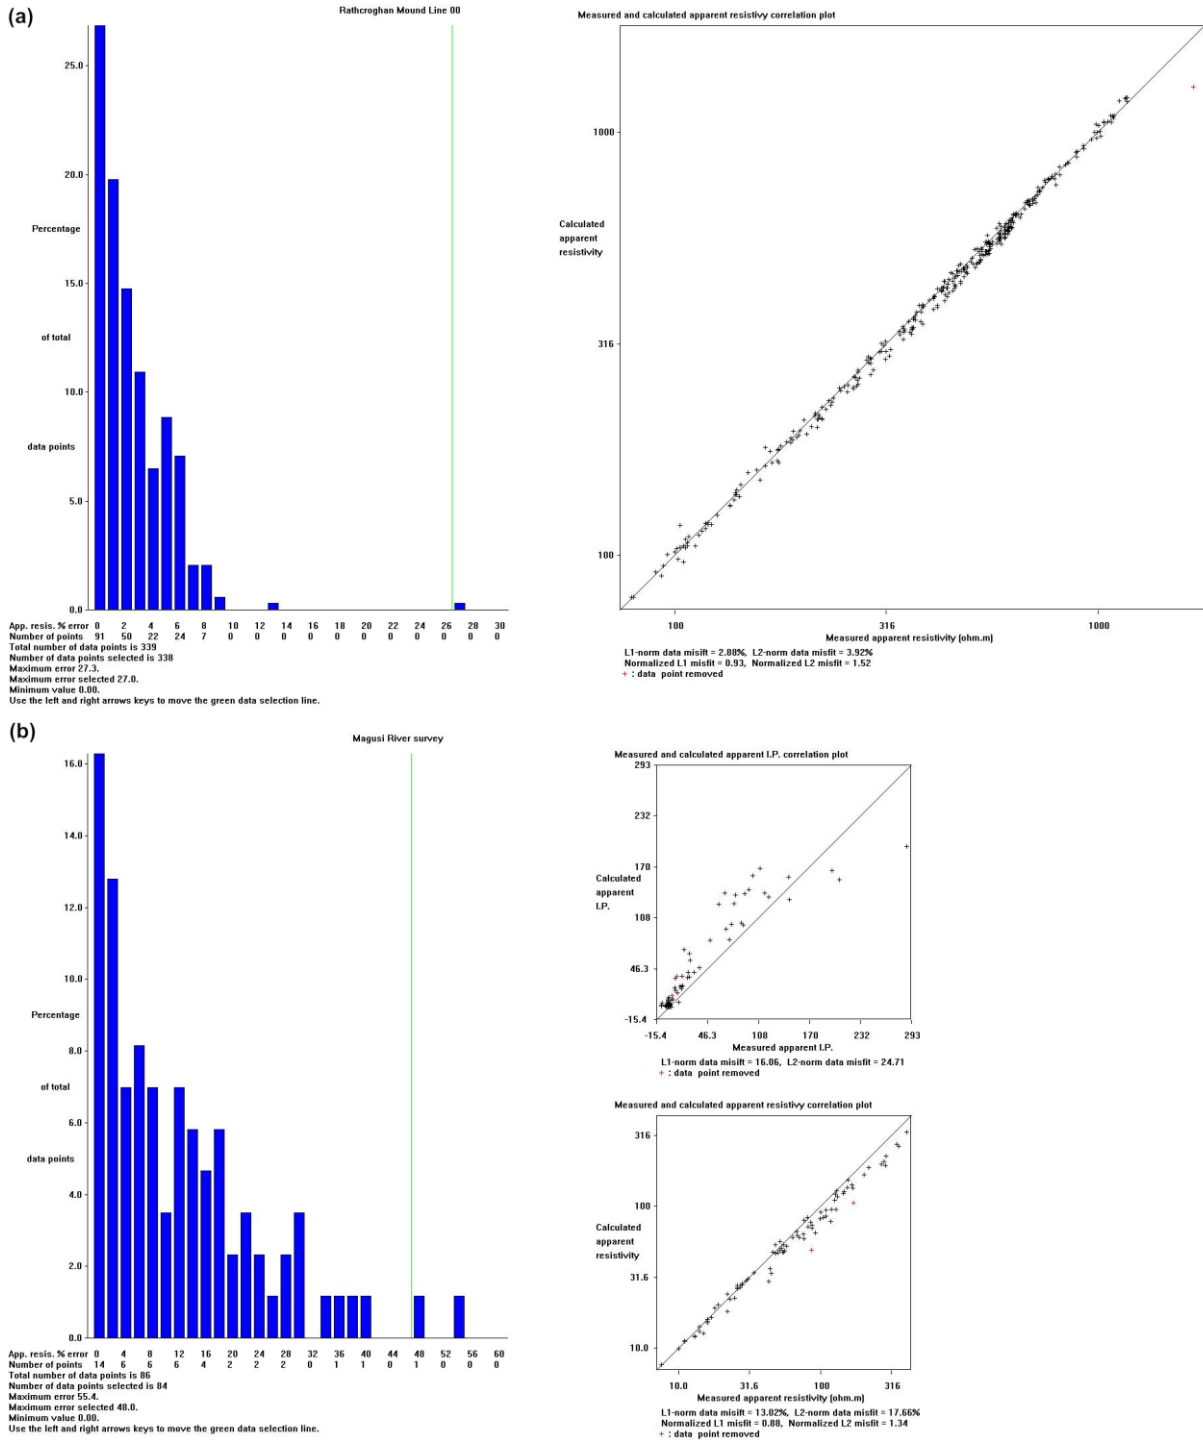 (a)
Rathcroghan Mound Line 00
25.0
20.0
Percentage
15.0
of total
10.0
data points
5.0
0.0
App. resis. % error 0 2 4 6 8 10 12 14 16 18 20 22 24 26 28 30
Number of points 91 50 22 24 7 0 0 0 0 0 0 0 0 0 0 0
Total number of data points is 339
Number of data points selected is 338
Maximum error 27.3.
Maximum error selected 27.0.
Minimum value 0.00.
Use the left and right arrows keys to move the green data selection line.
Measured and calculated apparent resistivy correlation plot
1000
Calculated
apparent
resistivity
316
100
100 316 1000
Measured apparent resistivity (ohm.m)
L1-norm data misift = 2.88%, L2-norm data misfit = 3.92%
Normalized L1 misfit = 0.93, Normalized L2 misfit = 1.52
+ : data point removed
(b)
Magusi River survey
16.0
14.0
12.0
10.0
Percentage
8.0
of total
6.0
data points
4.0
2.0
0.0
App. resis. % error 0 4 8 12 16 20 24 28 32 36 40 44 48 52 56 60
Number of points 14 6 6 6 4 2 2 2 0 1 1 0 1 0 0 0
Total number of data points is 86
Number of data points selected is 84
Maximum error 55.4.
Maximum error selected 48.0.
Minimum value 0.00.
Use the left and right arrows keys to move the green data selection line.
Measured and calculated apparent I.P. correlation plot
293
232
170
Calculated
apparent
I.P.
108
46.3
-15.4
-15.4 46.3 108 170 232 293
Measured apparent I.P.
L1-norm data misift = 16.06, L2-norm data misfit = 24.71
+ : data point removed
Measured and calculated apparent resistivy correlation plot
316
100
Calculated
apparent
resistivity
31.6
10.0
10.0 31.6 100 316
Measured apparent resistivity (ohm.m)
L1-norm data misift = 13.02%, L2-norm data misfit = 17.66%
Normalized L1 misfit = 0.88, Normalized L2 misfit = 1.34
+ : data point removed